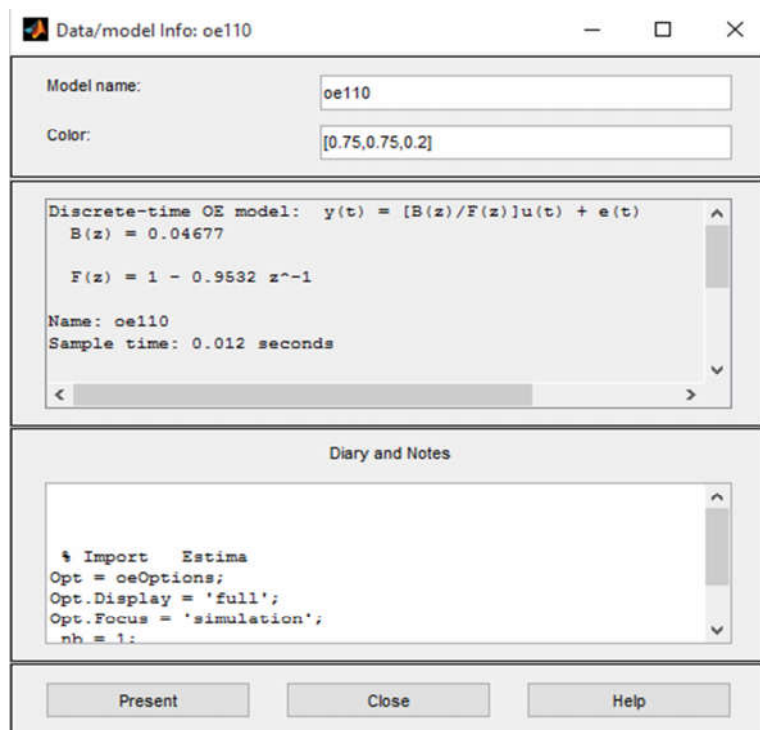 Data/model Info: oe110
Model name:
oe110
Color:
[0.75,0.75,0.2]
Discrete-time OE model: y(t) = [B(z)/F(z)]u(t) + e(t)
B(z) = 0.04677
F(z) = 1 - 0.9532 z^-1
Name: oe110
Sample time: 0.012 seconds
Diary and Notes
% Import Estima
Opt = oeOptions;
Opt.Display = 'full';
Opt.Focus = 'simulation';
nb = 1;
Present
Close
Help